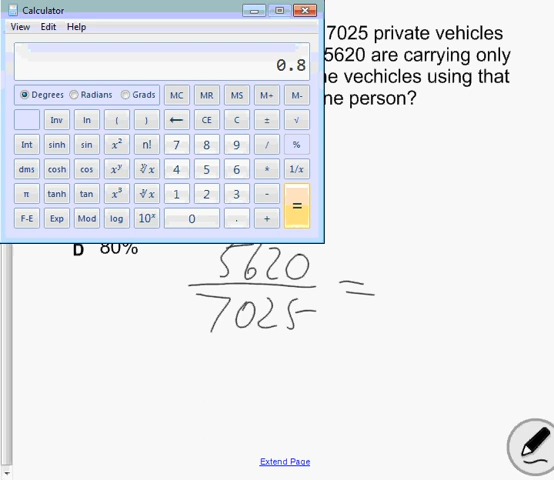 Calculator
View Edit Help
7025 private vehicles
5620 are carrying only
e vechicles using that
ne person?
0.8
Degrees Radians Grads MC MR MS M+ M-
Inv ln ( ) ← CE C ± √
Int sinh sin x² n! 7 8 9 / %
dms cosh cos xʸ ʸ√x 4 5 6 * 1/x
π tanh tan x³ ³√x 1 2 3 - =
F-E Exp Mod log 10ˣ 0 . +
D 80%
5620
7025 =
Extend Page